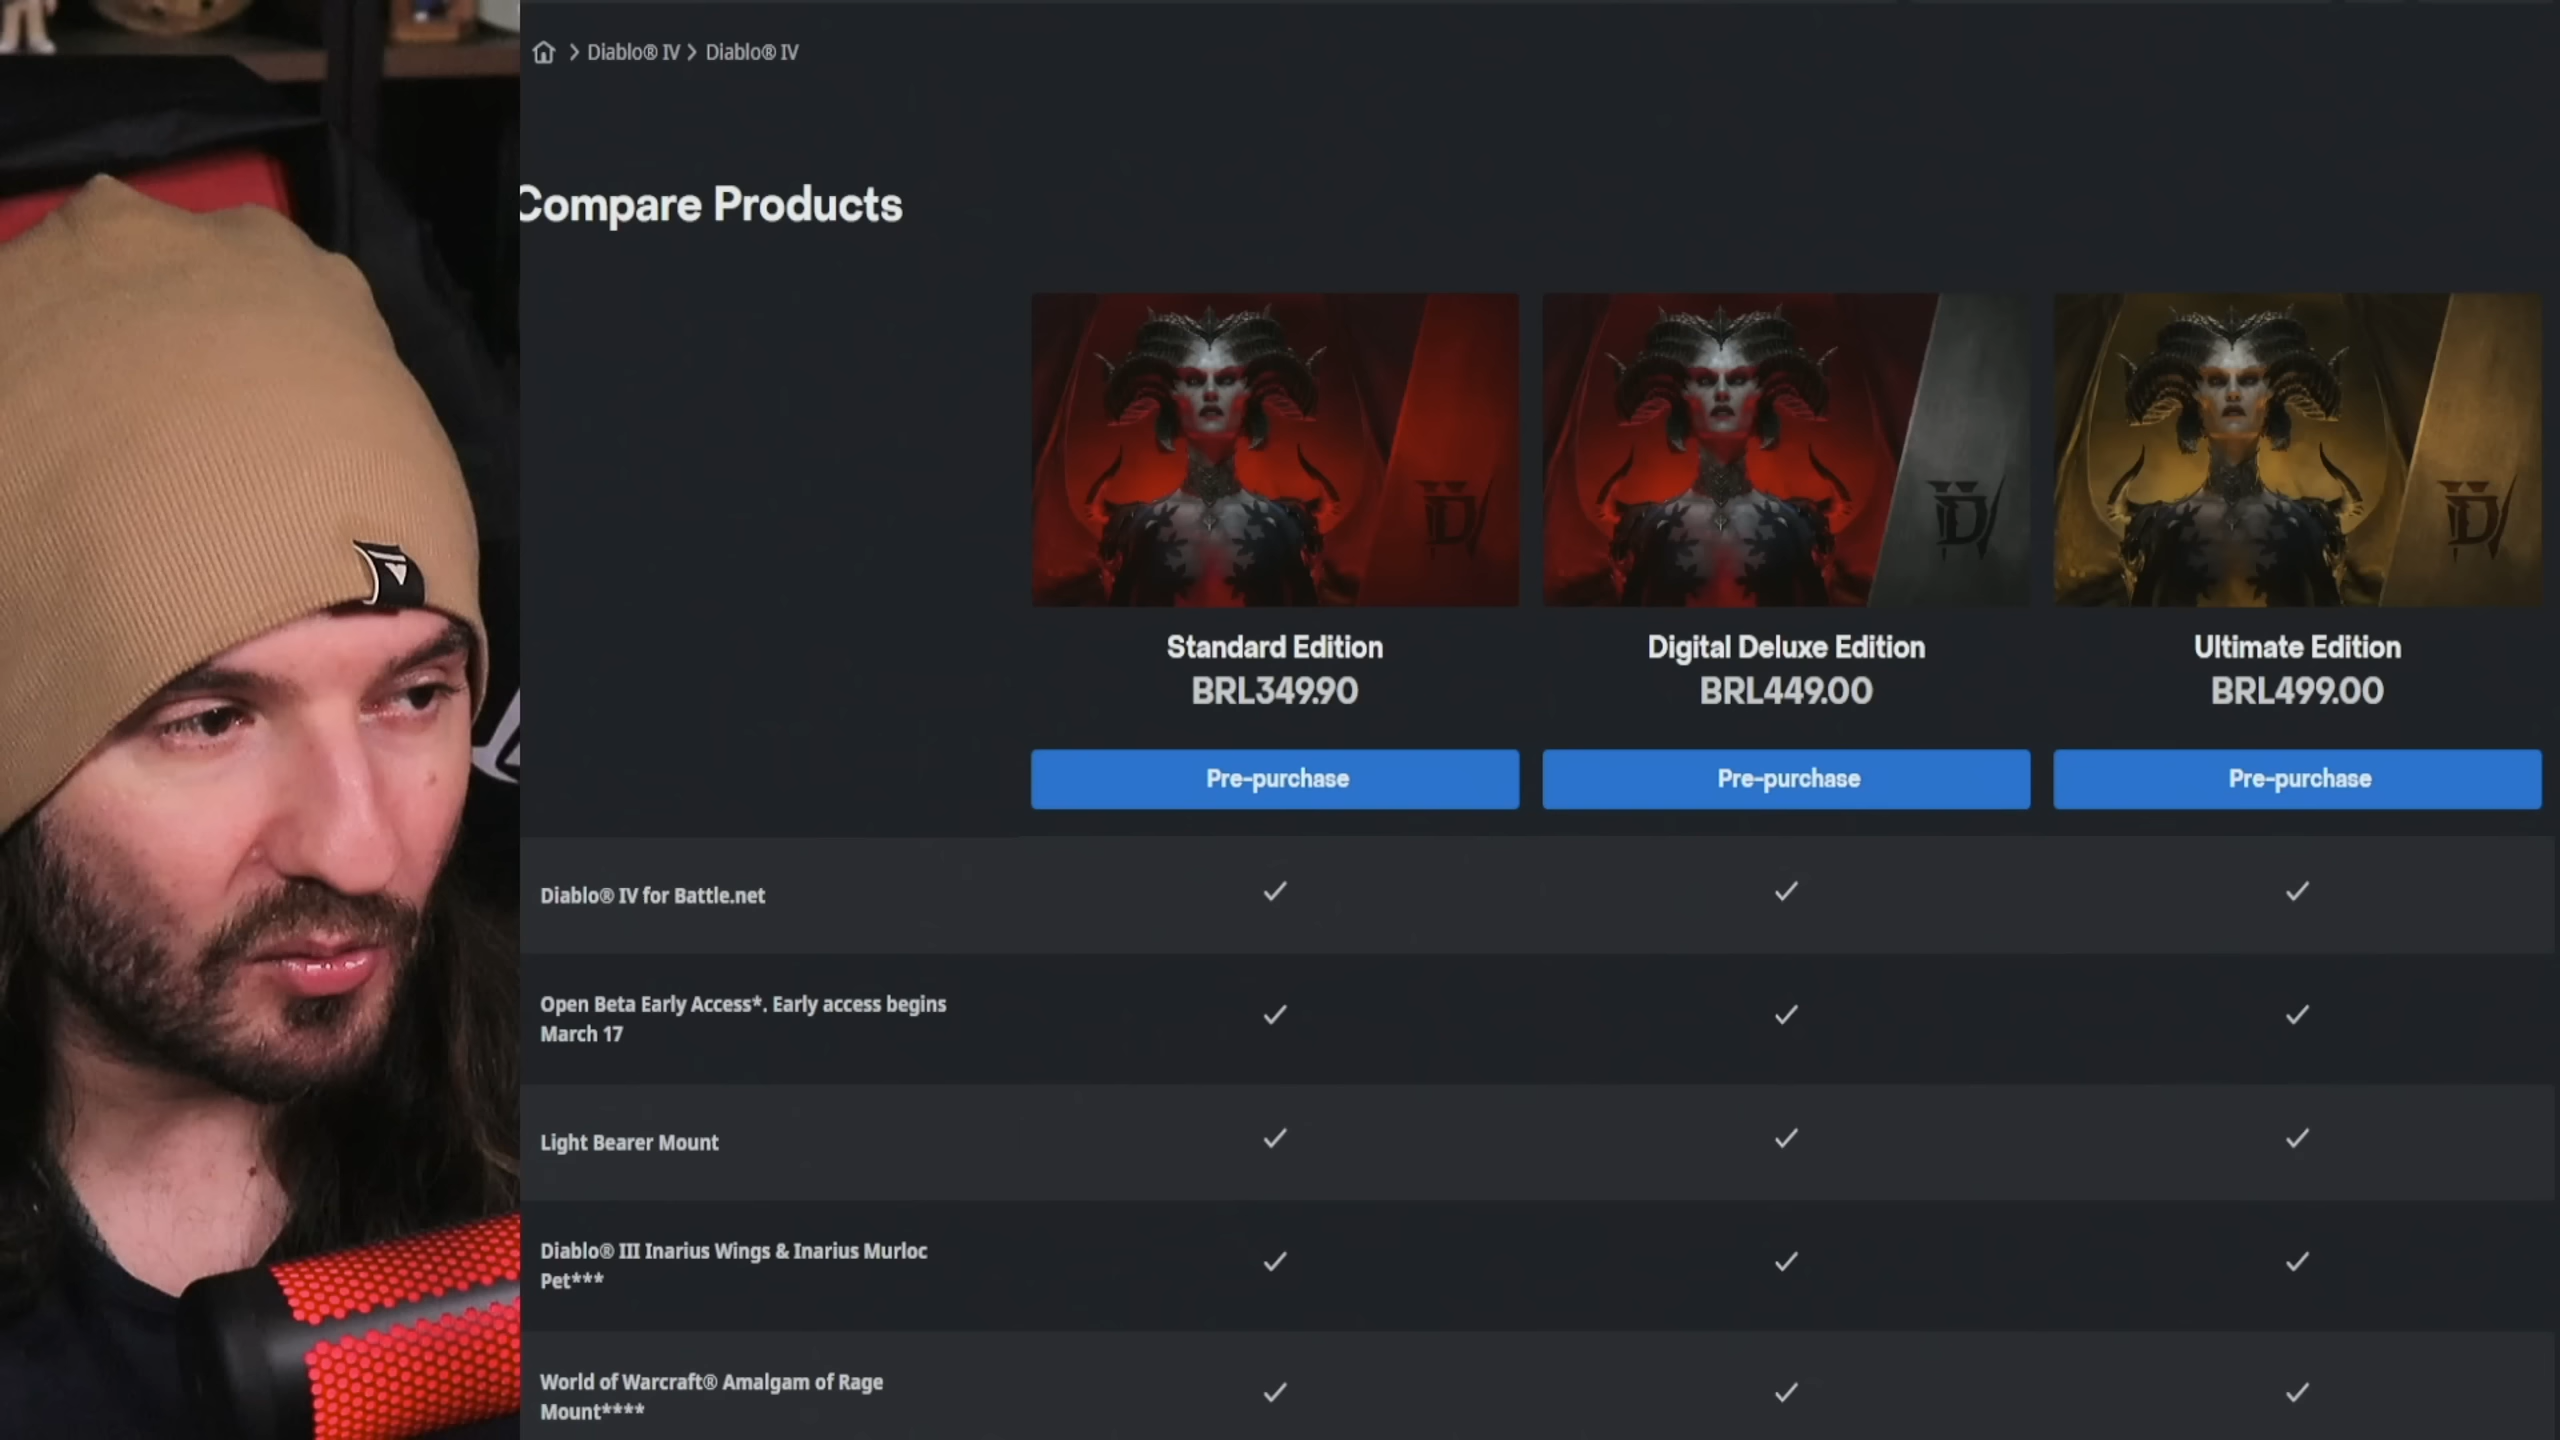 Diablo® IV > Diablo® IV
Compare Products
Standard Edition
BRL349.90
Pre-purchase
Digital Deluxe Edition
BRL449.00
Pre-purchase
Ultimate Edition
BRL499.00
Pre-purchase
Diablo® IV for Battle.net
Open Beta Early Access*. Early access begins
March 17
Light Bearer Mount
Diablo® III Inarius Wings & Inarius Murloc
Pet***
World of Warcraft® Amalgam of Rage
Mount****